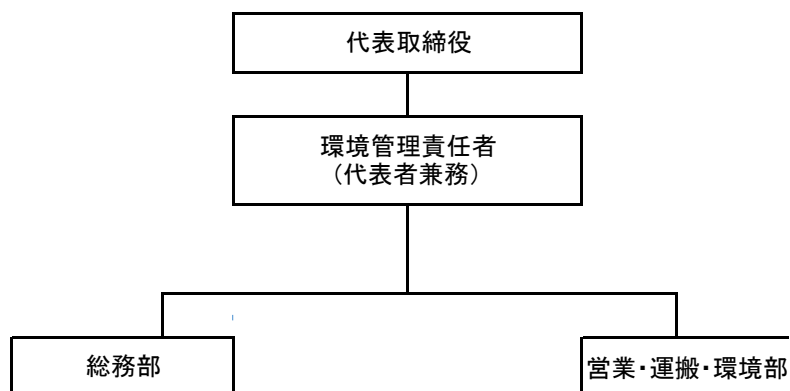 代表取締役
環境管理責任者
(代表者兼務)
総務部
営業・運搬・環境部